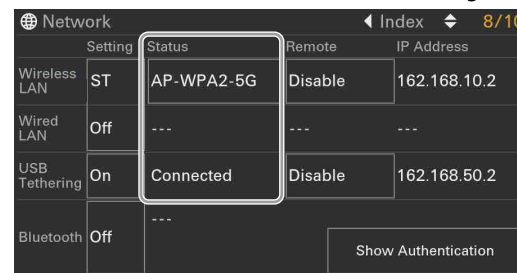 Network Index 8/10
Setting Status Remote IP Address
Wireless LAN ST AP-WPA2-5G Disable 162.168.10.2
Wired LAN Off --- --- ---
USB Tethering On Connected Disable 162.168.50.2
Bluetooth Off ---
Show Authentication